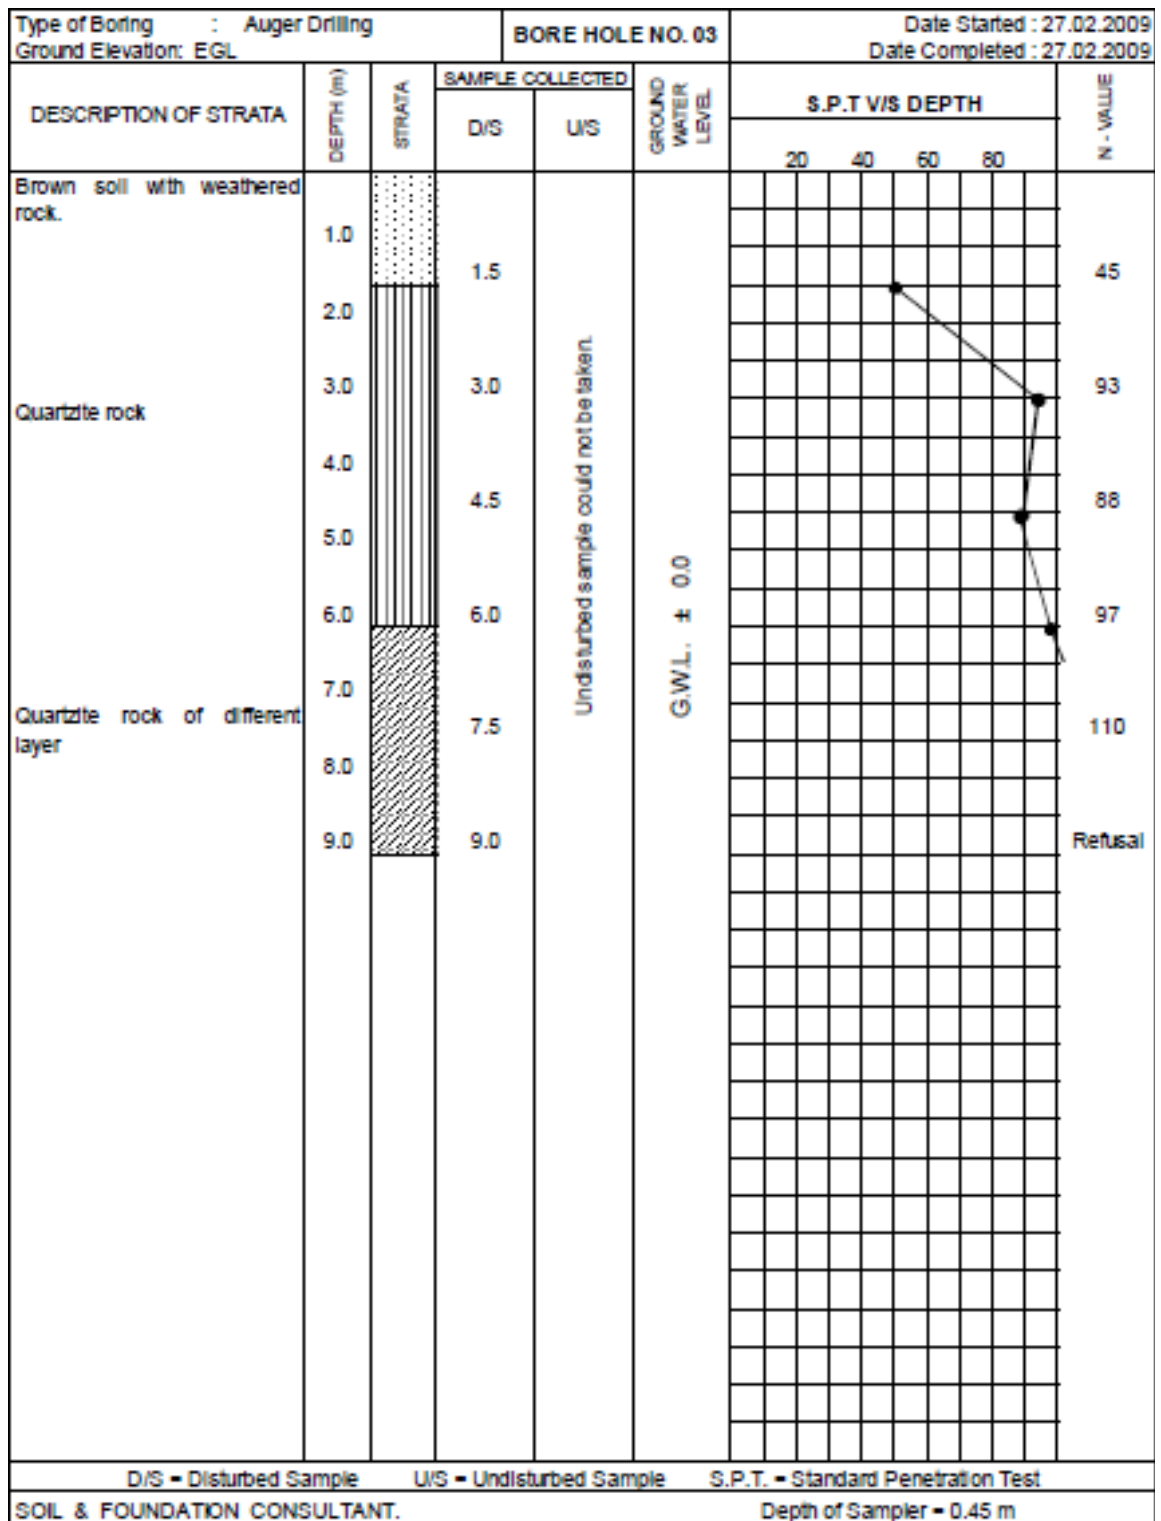 Type of Boring : Auger Drilling
Ground Elevation: EGL
BORE HOLE NO. 03
Date Started : 27.02.2009
Date Completed : 27.02.2009
DESCRIPTION OF STRATA
DEPTH (m)
STRATA
SAMPLE COLLECTED
D/S
U/S
GROUND
WATER
LEVEL
S.P.T V/S DEPTH
20 40 60 80
N - VALUE
Brown soil with weathered
rock.
1.0
1.5 45
2.0
3.0 3.0 93
Quartzite rock
4.0
4.5 88
5.0
6.0 6.0 97
7.0
Quartzite rock of different
layer
7.5 110
8.0
9.0 9.0 Refusal
Undisturbed sample could not be taken.
G.W.L. ± 0.0
D/S = Disturbed Sample U/S = Undisturbed Sample S.P.T. = Standard Penetration Test
SOIL & FOUNDATION CONSULTANT. Depth of Sampler = 0.45 m